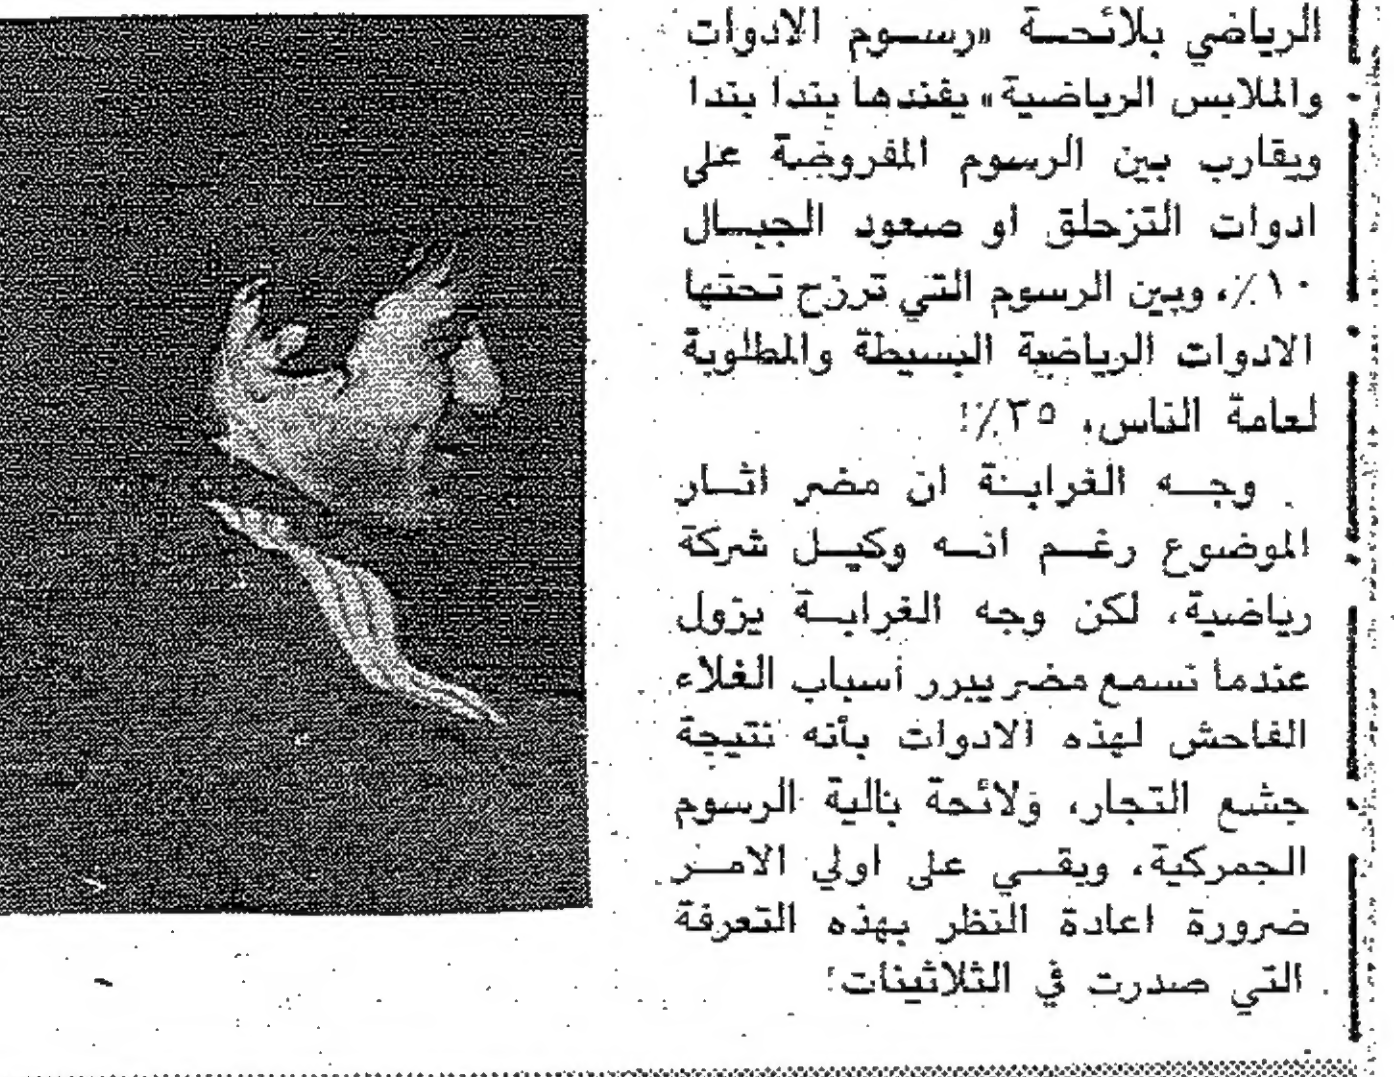 الرياضي بلائحة «رسوم الادوات
والملابس الرياضية» يفندها بندا بندا
ويقارب بين الرسوم المفروضة على
ادوات التزحلق او صعود الجبال
١٠٪، وبين الرسوم التي ترزح تحتها
الادوات الرياضية البسيطة والمطلوبة
لعامة الناس، ٣٥٪!
وجه الغرابة ان مضر اثار
الموضوع رغم انه وكيل شركة
رياضية، لكن وجه الغرابة يزول
عندما تسمع مضر يبرر أسباب الغلاء
الفاحش لهذه الادوات بأنه نتيجة
جشع التجار، ولائحة بالية الرسوم
الجمركية، ويقي على اولي الامر
ضرورة اعادة النظر بهذه التعرفة
التي صدرت في الثلاثينات!